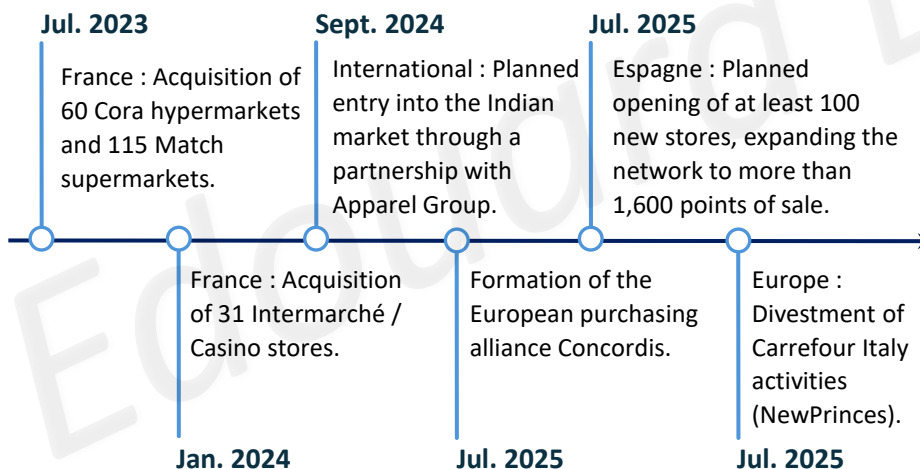 Jul. 2023
France : Acquisition of
60 Cora hypermarkets
and 115 Match
supermarkets.
Jan. 2024
France : Acquisition
of 31 Intermarché /
Casino stores.
Sept. 2024
International : Planned
entry into the Indian
market through a
partnership with
Apparel Group.
Jul. 2025
Formation of the
European purchasing
alliance Concordis.
Jul. 2025
Espagne : Planned
opening of at least 100
new stores, expanding the
network to more than
1,600 points of sale.
Jul. 2025
Europe :
Divestment of
Carrefour Italy
activities
(NewPrinces).
Edouard